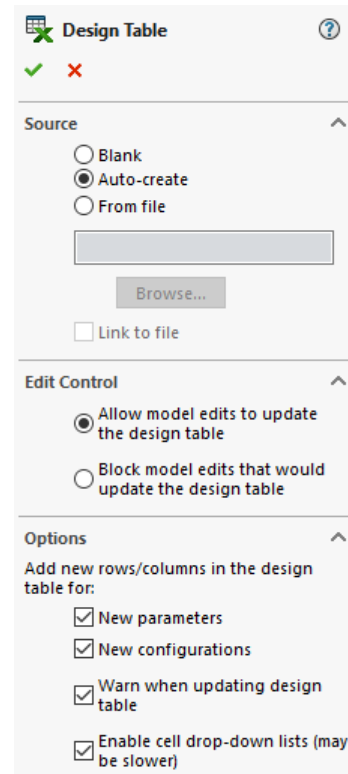 Design Table
Source
Blank
Auto-create
From file
Browse...
Link to file
Edit Control
Allow model edits to update
the design table
Block model edits that would
update the design table
Options
Add new rows/columns in the design
table for:
New parameters
New configurations
Warn when updating design
table
Enable cell drop-down lists (may
be slower)